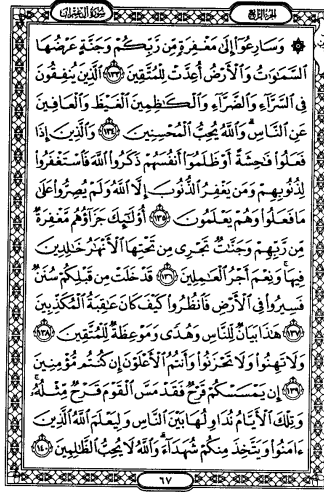 الجزء الرابع
سورة آل عمران
۞ وَسَارِعُوٓا۟ إِلَىٰ مَغْفِرَةٍ مِّن رَّبِّكُمْ وَجَنَّةٍ عَرْضُهَا
ٱلسَّمَٰوَٰتُ وَٱلْأَرْضُ أُعِدَّتْ لِلْمُتَّقِينَ ١٣٣ ٱلَّذِينَ يُنفِقُونَ
فِى ٱلسَّرَّآءِ وَٱلضَّرَّآءِ وَٱلْكَٰظِمِينَ ٱلْغَيْظَ وَٱلْعَافِينَ
عَنِ ٱلنَّاسِ ۗ وَٱللَّهُ يُحِبُّ ٱلْمُحْسِنِينَ ١٣٤ وَٱلَّذِينَ إِذَا
فَعَلُوا۟ فَٰحِشَةً أَوْ ظَلَمُوٓا۟ أَنفُسَهُمْ ذَكَرُوا۟ ٱللَّهَ فَٱسْتَغْفَرُوا۟
لِذُنُوبِهِمْ وَمَن يَغْفِرُ ٱلذُّنُوبَ إِلَّا ٱللَّهُ وَلَمْ يُصِرُّوا۟ عَلَىٰ
مَا فَعَلُوا۟ وَهُمْ يَعْلَمُونَ ١٣٥ أُو۟لَٰٓئِكَ جَزَآؤُهُم مَّغْفِرَةٌ
مِّن رَّبِّهِمْ وَجَنَّٰتٌ تَجْرِى مِن تَحْتِهَا ٱلْأَنْهَٰرُ خَٰلِدِينَ
فِيهَا ۚ وَنِعْمَ أَجْرُ ٱلْعَٰمِلِينَ ١٣٦ قَدْ خَلَتْ مِن قَبْلِكُمْ سُنَنٌ
فَسِيرُوا۟ فِى ٱلْأَرْضِ فَٱنظُرُوا۟ كَيْفَ كَانَ عَٰقِبَةُ ٱلْمُكَذِّبِينَ
١٣٧ هَٰذَا بَيَانٌ لِّلنَّاسِ وَهُدًى وَمَوْعِظَةٌ لِّلْمُتَّقِينَ ١٣٨
وَلَا تَهِنُوا۟ وَلَا تَحْزَنُوا۟ وَأَنتُمُ ٱلْأَعْلَوْنَ إِن كُنتُم مُّؤْمِنِينَ
١٣٩ إِن يَمْسَسْكُمْ قَرْحٌ فَقَدْ مَسَّ ٱلْقَوْمَ قَرْحٌ مِّثْلُهُۥ ۚ
وَتِلْكَ ٱلْأَيَّامُ نُدَاوِلُهَا بَيْنَ ٱلنَّاسِ وَلِيَعْلَمَ ٱللَّهُ ٱلَّذِينَ
ءَامَنُوا۟ وَيَتَّخِذَ مِنكُمْ شُهَدَآءَ ۗ وَٱللَّهُ لَا يُحِبُّ ٱلظَّٰلِمِينَ ١٤٠
٦٧